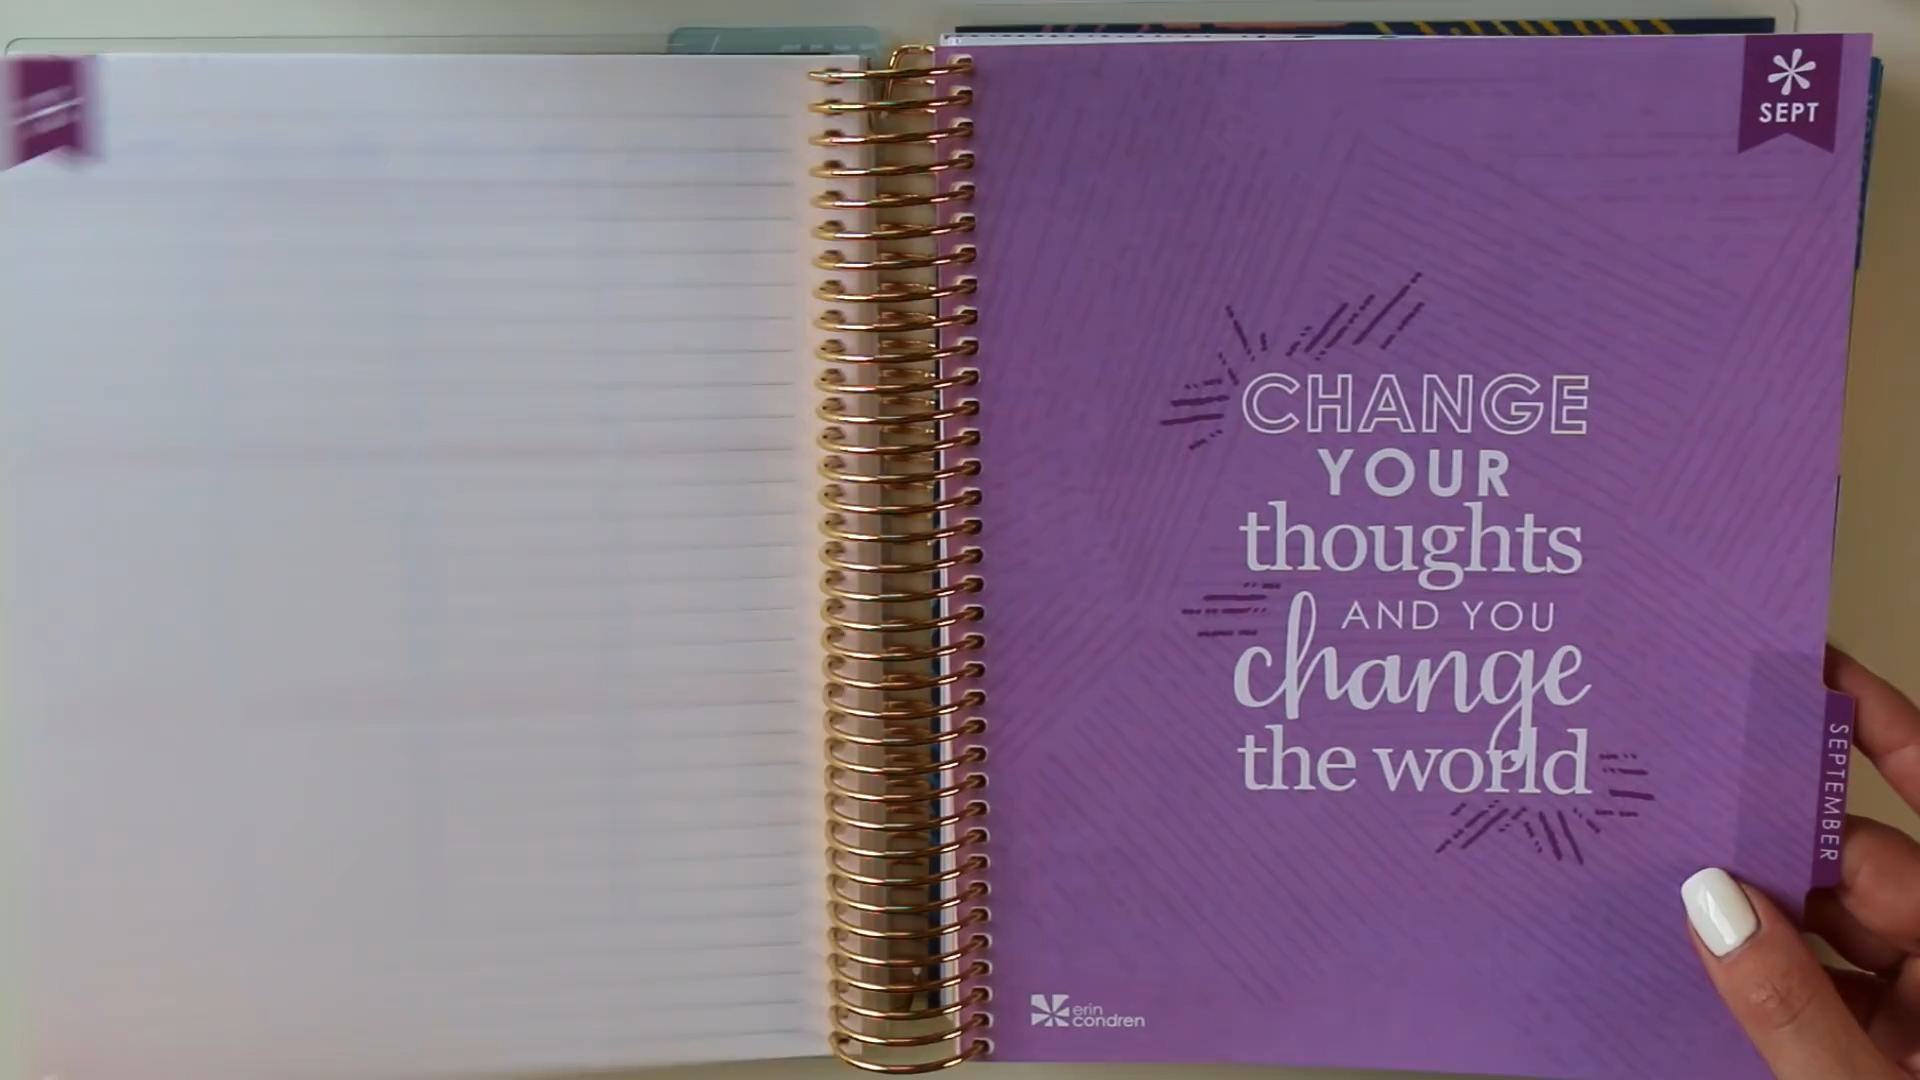 SEPT
CHANGE
YOUR
thoughts
AND YOU
change
the world
SEPTEMBER
erin
condren